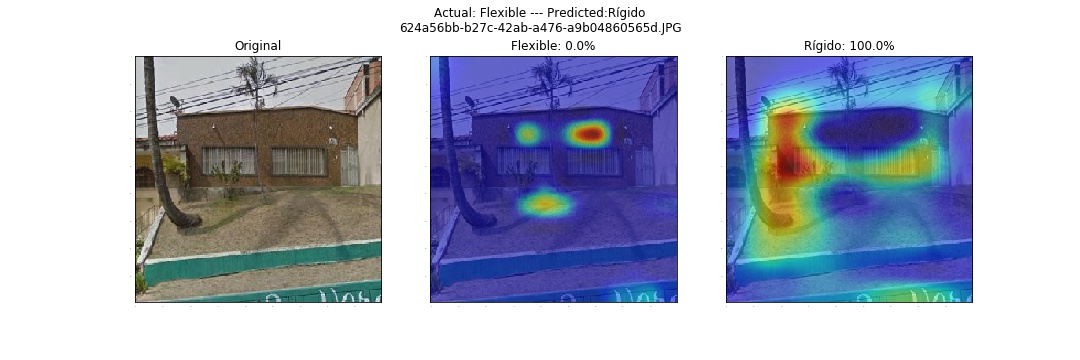 Actual: Flexible --- Predicted:Rígido
624a56bb-b27c-42ab-a476-a9b04860565d.JPG
Original
Flexible: 0.0%
Rígido: 100.0%